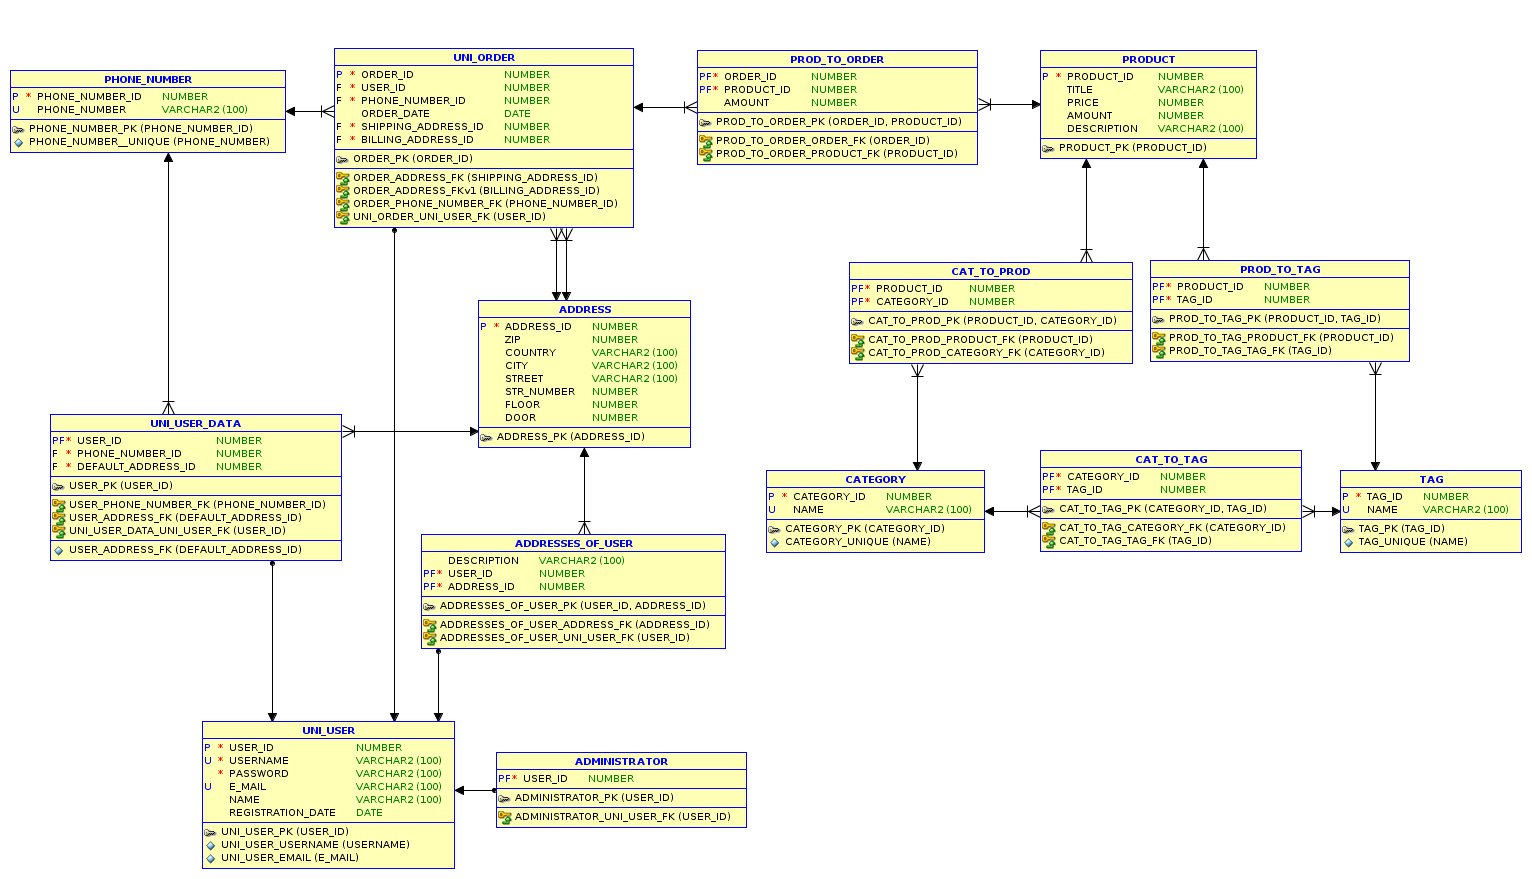 PHONE_NUMBER
P * PHONE_NUMBER_ID NUMBER
U PHONE_NUMBER VARCHAR2 (100)
PHONE_NUMBER_PK (PHONE_NUMBER_ID)
PHONE_NUMBER__UNIQUE (PHONE_NUMBER)
UNI_ORDER
P * ORDER_ID NUMBER
F * USER_ID NUMBER
F * PHONE_NUMBER_ID NUMBER
ORDER_DATE DATE
F * SHIPPING_ADDRESS_ID NUMBER
F * BILLING_ADDRESS_ID NUMBER
ORDER_PK (ORDER_ID)
ORDER_ADDRESS_FK (SHIPPING_ADDRESS_ID)
ORDER_ADDRESS_FKv1 (BILLING_ADDRESS_ID)
ORDER_PHONE_NUMBER_FK (PHONE_NUMBER_ID)
UNI_ORDER_UNI_USER_FK (USER_ID)
PROD_TO_ORDER
PF* ORDER_ID NUMBER
PF* PRODUCT_ID NUMBER
AMOUNT NUMBER
PROD_TO_ORDER_PK (ORDER_ID, PRODUCT_ID)
PROD_TO_ORDER_ORDER_FK (ORDER_ID)
PROD_TO_ORDER_PRODUCT_FK (PRODUCT_ID)
PRODUCT
P * PRODUCT_ID NUMBER
TITLE VARCHAR2 (100)
PRICE NUMBER
AMOUNT NUMBER
DESCRIPTION VARCHAR2 (100)
PRODUCT_PK (PRODUCT_ID)
CAT_TO_PROD
PF* PRODUCT_ID NUMBER
PF* CATEGORY_ID NUMBER
CAT_TO_PROD_PK (PRODUCT_ID, CATEGORY_ID)
CAT_TO_PROD_PRODUCT_FK (PRODUCT_ID)
CAT_TO_PROD_CATEGORY_FK (CATEGORY_ID)
PROD_TO_TAG
PF* PRODUCT_ID NUMBER
PF* TAG_ID NUMBER
PROD_TO_TAG_PK (PRODUCT_ID, TAG_ID)
PROD_TO_TAG_PRODUCT_FK (PRODUCT_ID)
PROD_TO_TAG_TAG_FK (TAG_ID)
ADDRESS
P * ADDRESS_ID NUMBER
ZIP NUMBER
COUNTRY VARCHAR2 (100)
CITY VARCHAR2 (100)
STREET VARCHAR2 (100)
STR_NUMBER NUMBER
FLOOR NUMBER
DOOR NUMBER
ADDRESS_PK (ADDRESS_ID)
UNI_USER_DATA
PF* USER_ID NUMBER
F * PHONE_NUMBER_ID NUMBER
F * DEFAULT_ADDRESS_ID NUMBER
USER_PK (USER_ID)
USER_PHONE_NUMBER_FK (PHONE_NUMBER_ID)
USER_ADDRESS_FK (DEFAULT_ADDRESS_ID)
UNI_USER_DATA_UNI_USER_FK (USER_ID)
USER_ADDRESS_FK (DEFAULT_ADDRESS_ID)
CATEGORY
P * CATEGORY_ID NUMBER
U NAME VARCHAR2 (100)
CATEGORY_PK (CATEGORY_ID)
CATEGORY_UNIQUE (NAME)
CAT_TO_TAG
PF* CATEGORY_ID NUMBER
PF* TAG_ID NUMBER
CAT_TO_TAG_PK (CATEGORY_ID, TAG_ID)
CAT_TO_TAG_CATEGORY_FK (CATEGORY_ID)
CAT_TO_TAG_TAG_FK (TAG_ID)
TAG
P * TAG_ID NUMBER
U NAME VARCHAR2 (100)
TAG_PK (TAG_ID)
TAG_UNIQUE (NAME)
ADDRESSES_OF_USER
DESCRIPTION VARCHAR2 (100)
PF* USER_ID NUMBER
PF* ADDRESS_ID NUMBER
ADDRESSES_OF_USER_PK (USER_ID, ADDRESS_ID)
ADDRESSES_OF_USER_ADDRESS_FK (ADDRESS_ID)
ADDRESSES_OF_USER_UNI_USER_FK (USER_ID)
UNI_USER
P * USER_ID NUMBER
U * USERNAME VARCHAR2 (100)
* PASSWORD VARCHAR2 (100)
U E_MAIL VARCHAR2 (100)
NAME VARCHAR2 (100)
REGISTRATION_DATE DATE
UNI_USER_PK (USER_ID)
UNI_USER_USERNAME (USERNAME)
UNI_USER_EMAIL (E_MAIL)
ADMINISTRATOR
PF* USER_ID NUMBER
ADMINISTRATOR_PK (USER_ID)
ADMINISTRATOR_UNI_USER_FK (USER_ID)